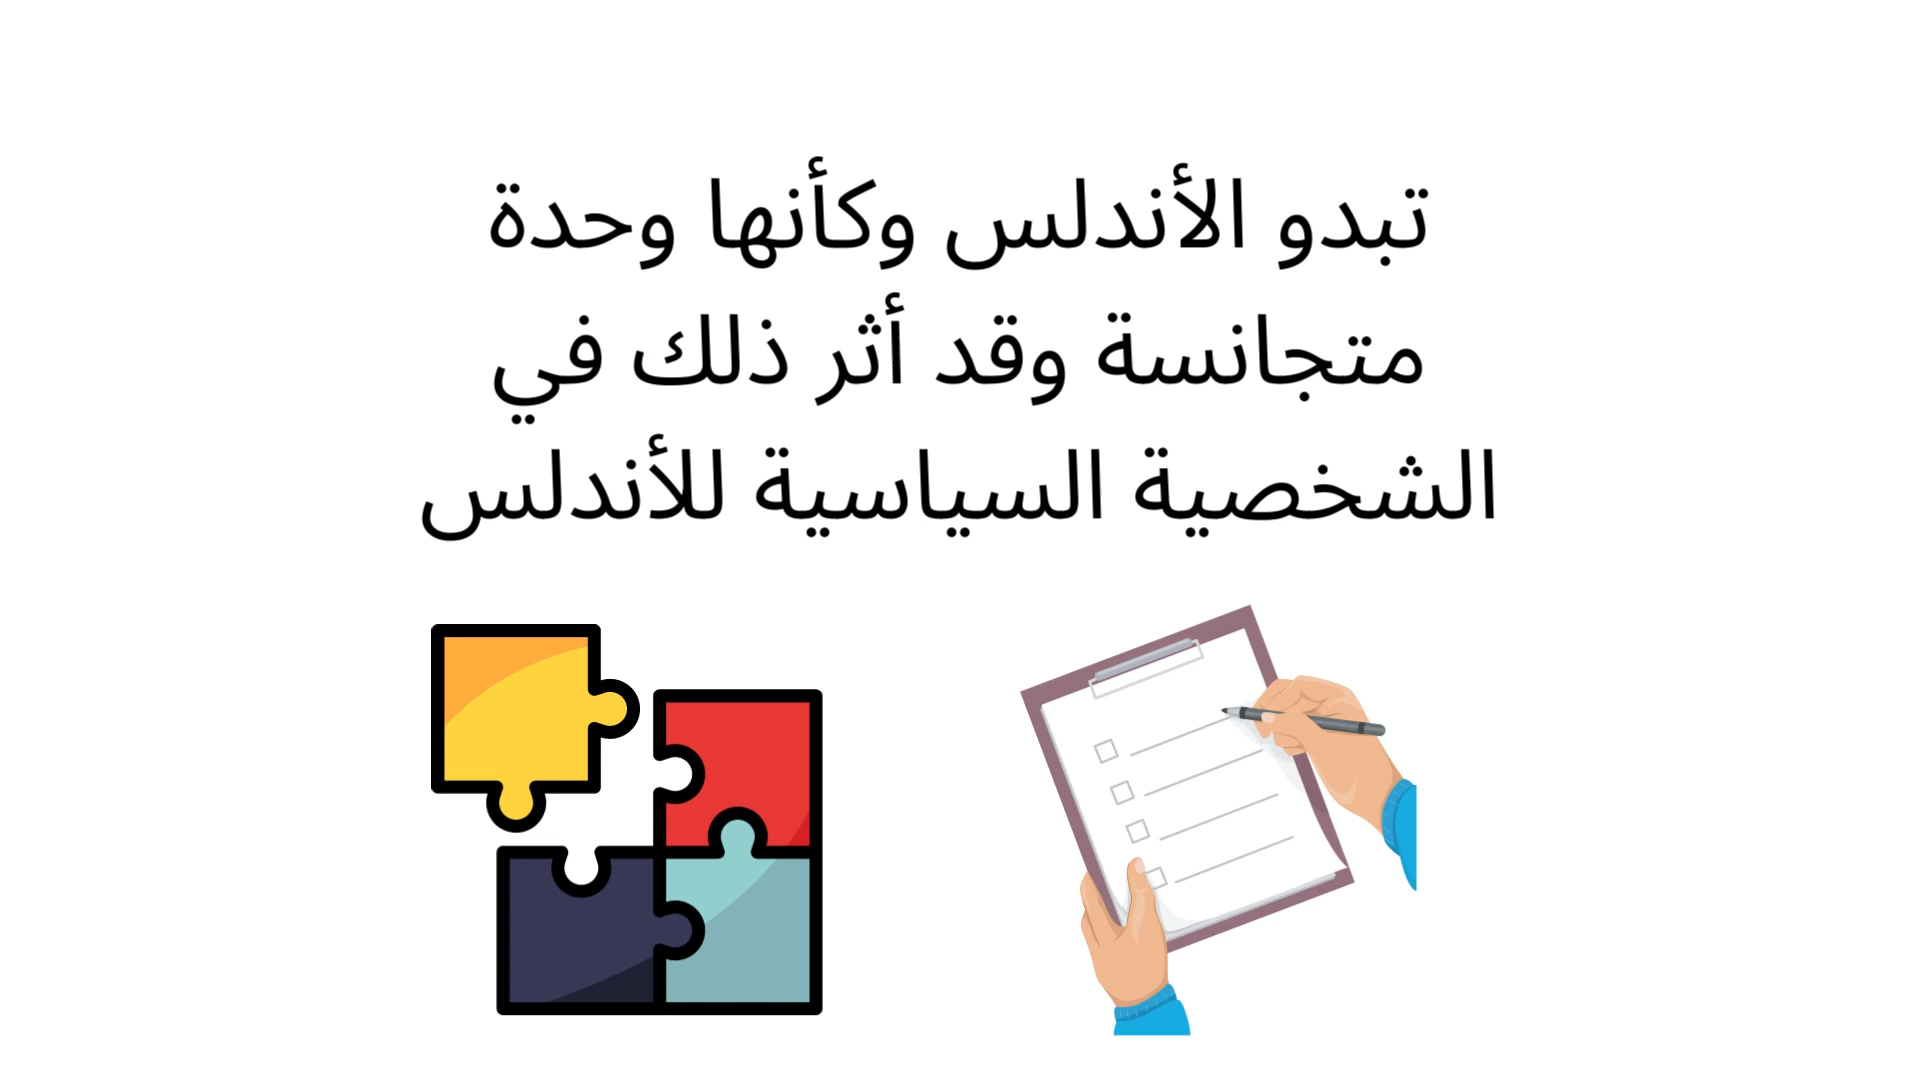 تبدو الأندلس وكأنها وحدة
متجانسة وقد أثر ذلك في
الشخصية السياسية للأندلس